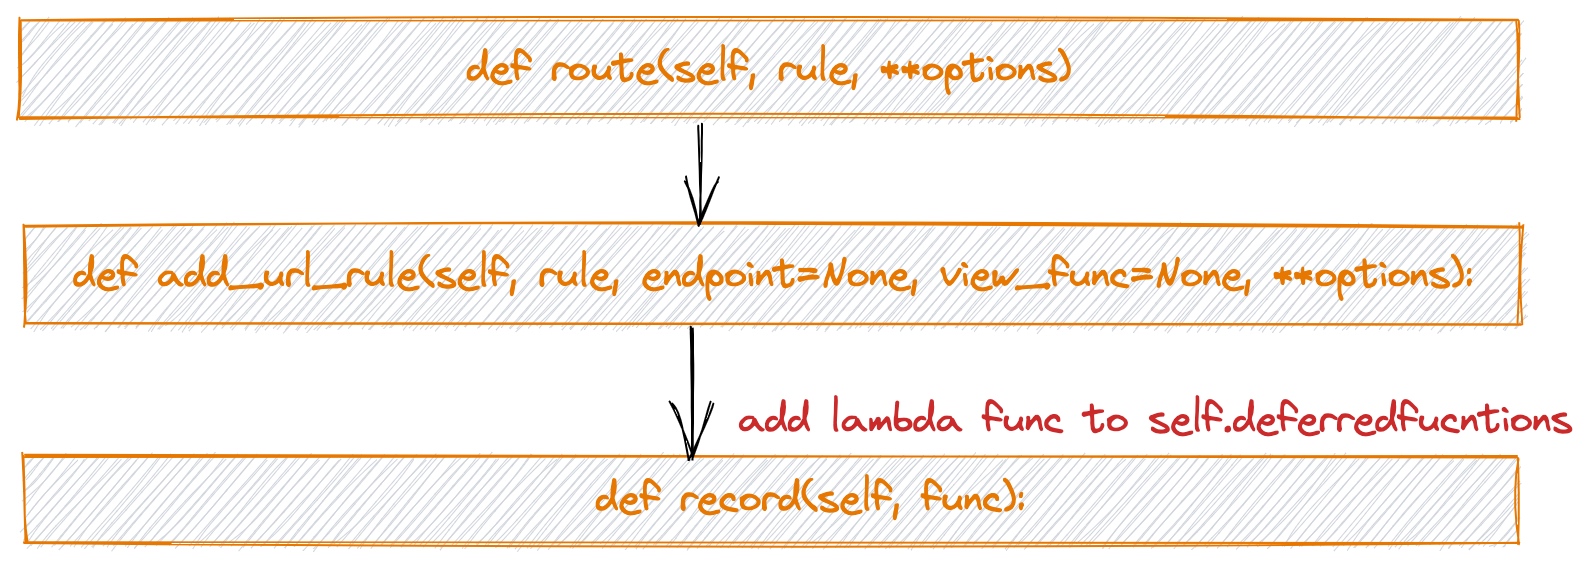 def route(self, rule, **options)
def add_url_rule(self, rule, endpoint=None, view_func=None, **options):
add lambda func to self.deferredfucntions
def record(self, func):